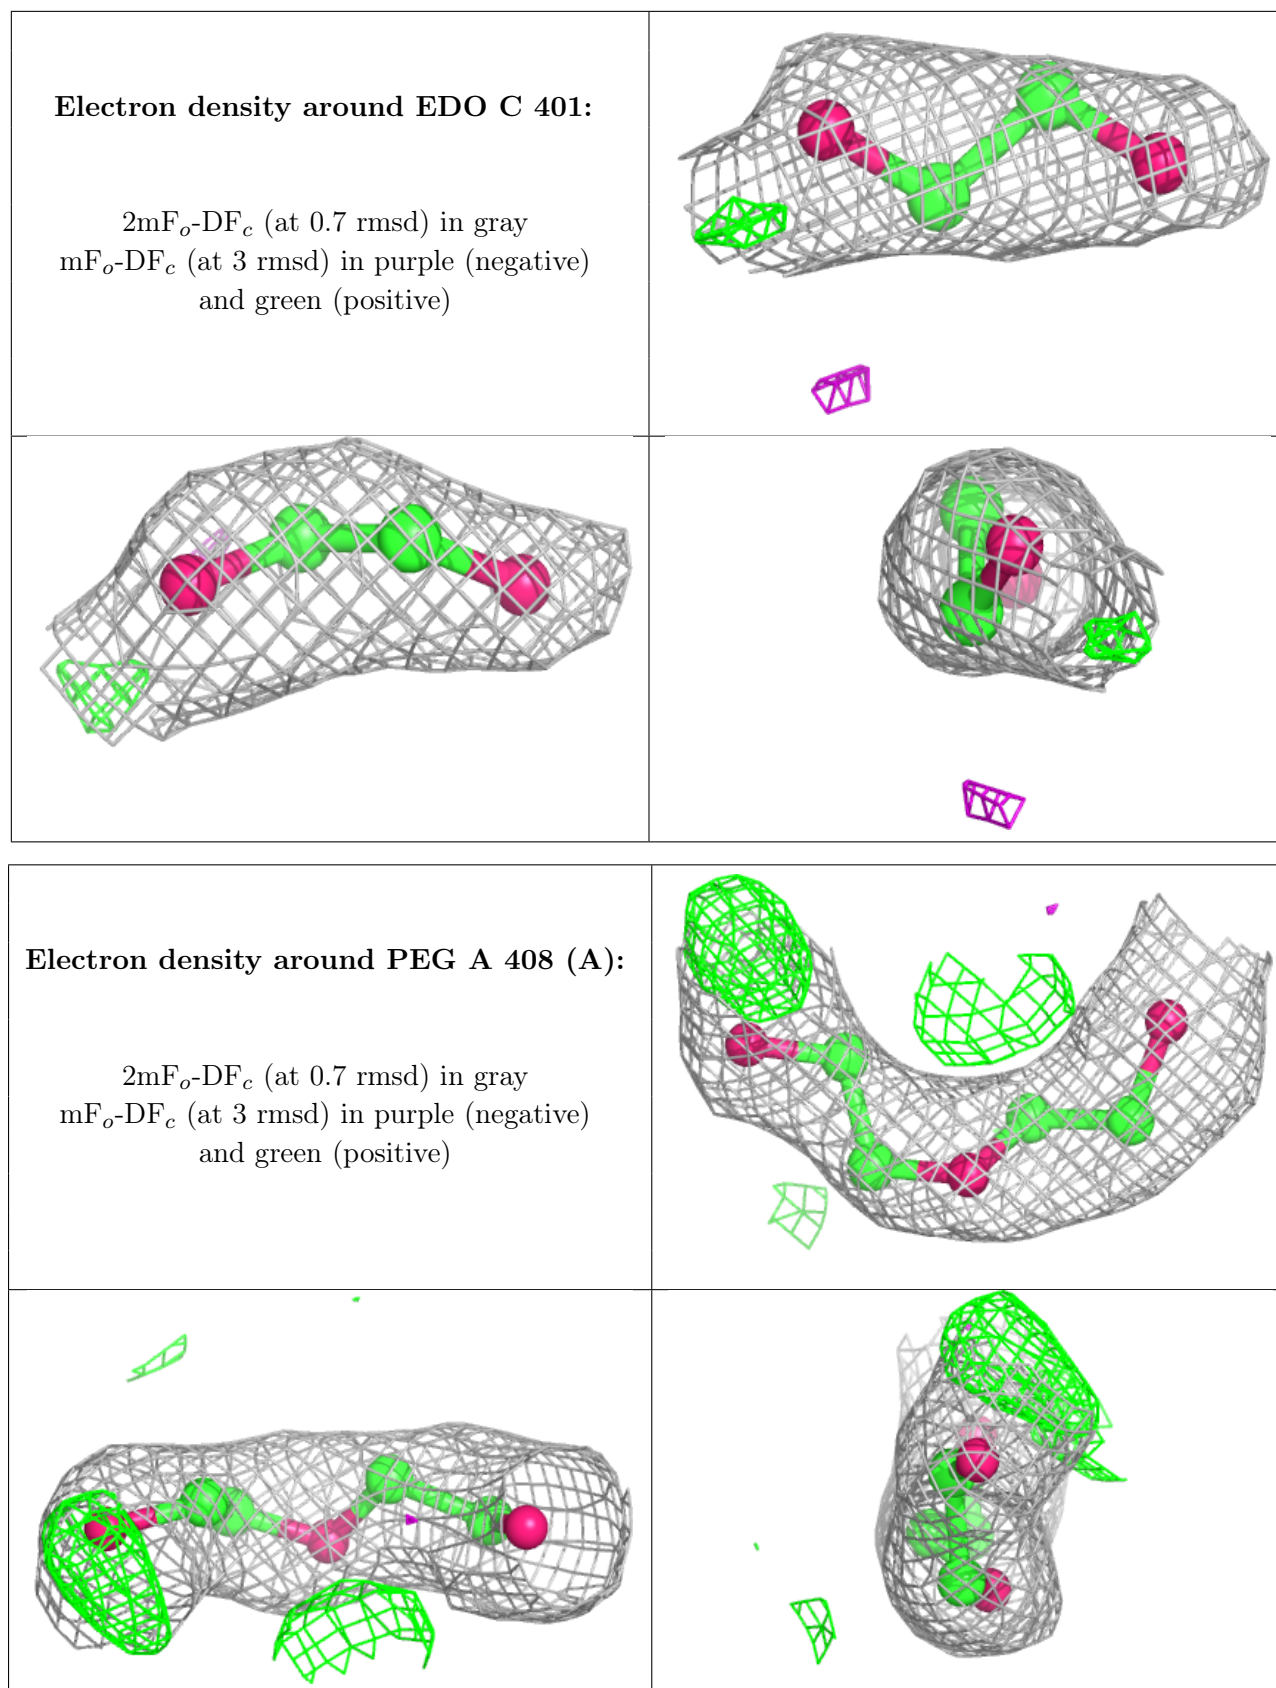 Electron density around EDO C 401:
2mFₒ-DF𝒸 (at 0.7 rmsd) in gray
mFₒ-DF𝒸 (at 3 rmsd) in purple (negative)
and green (positive)
Electron density around PEG A 408 (A):
2mFₒ-DF𝒸 (at 0.7 rmsd) in gray
mFₒ-DF𝒸 (at 3 rmsd) in purple (negative)
and green (positive)